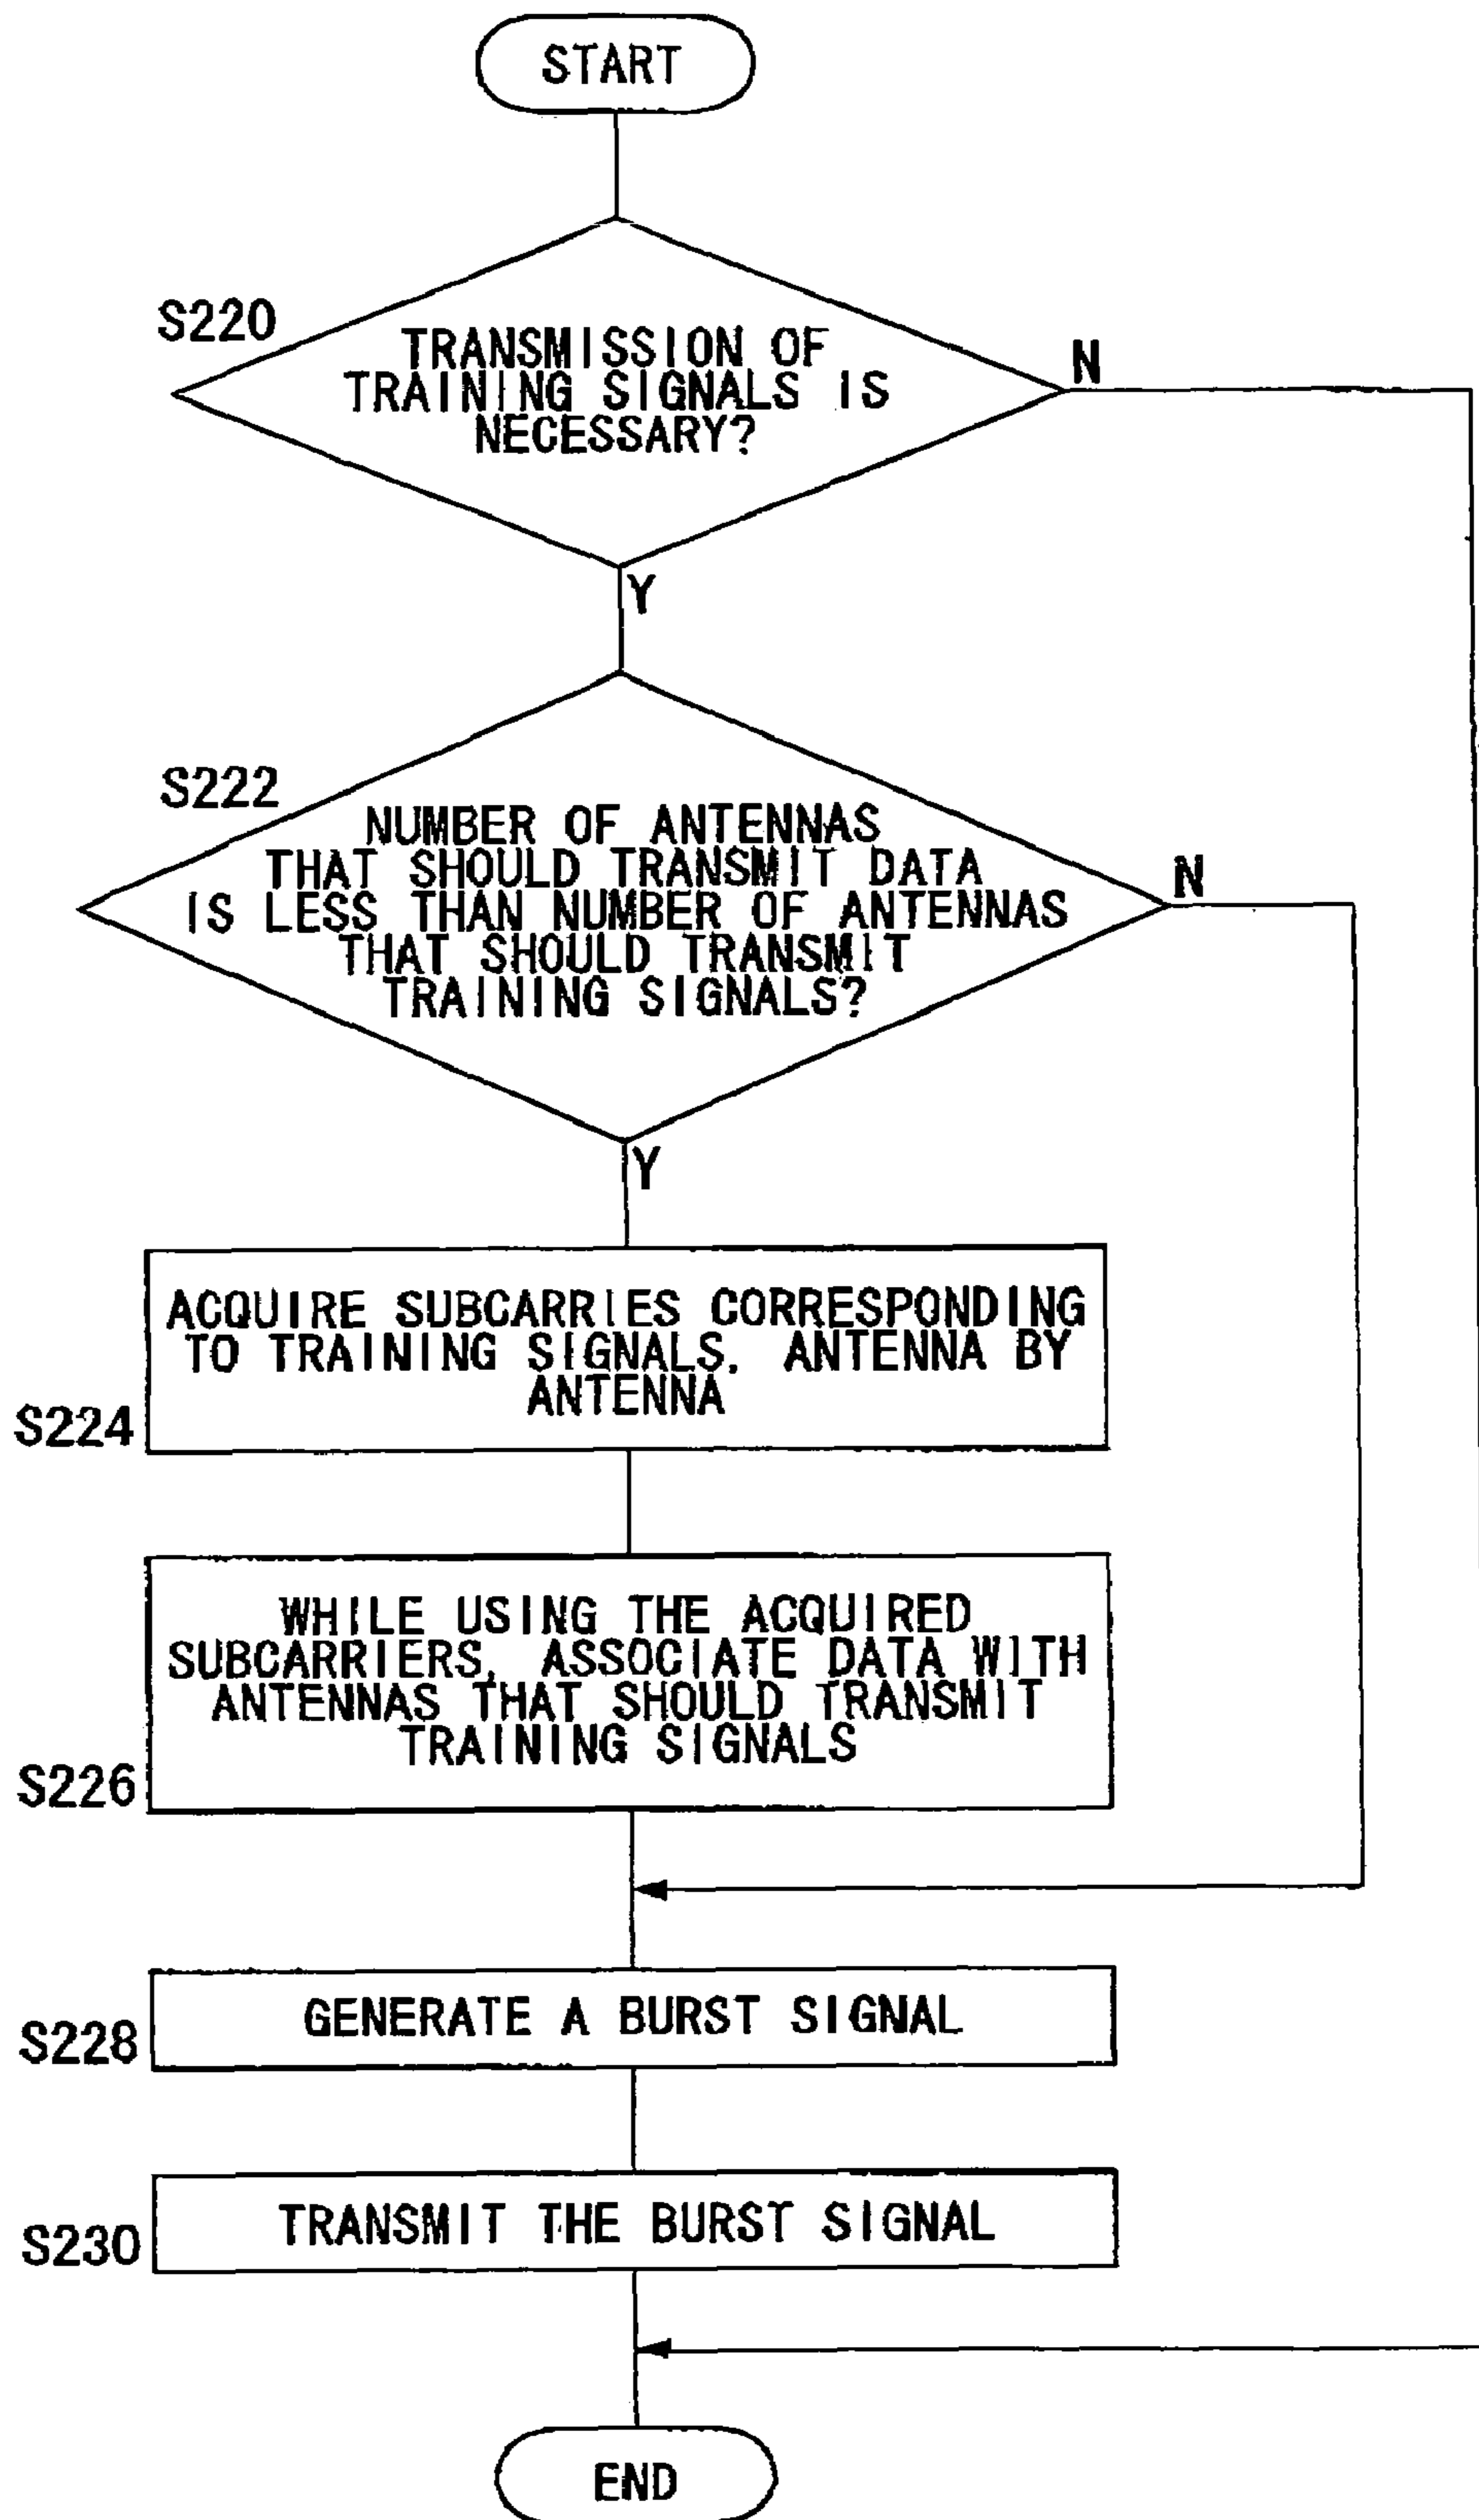 START
S220
TRANSMISSION OF
TRAINING SIGNALS IS
NECESSARY?
N
Y
S222
NUMBER OF ANTENNAS
THAT SHOULD TRANSMIT DATA
IS LESS THAN NUMBER OF ANTENNAS
THAT SHOULD TRANSMIT
TRAINING SIGNALS?
N
Y
ACQUIRE SUBCARRIES CORRESPONDING
TO TRAINING SIGNALS, ANTENNA BY
ANTENNA
S224
WHILE USING THE ACQUIRED
SUBCARRIERS, ASSOCIATE DATA WITH
ANTENNAS THAT SHOULD TRANSMIT
TRAINING SIGNALS
S226
GENERATE A BURST SIGNAL
S228
TRANSMIT THE BURST SIGNAL
S230
END